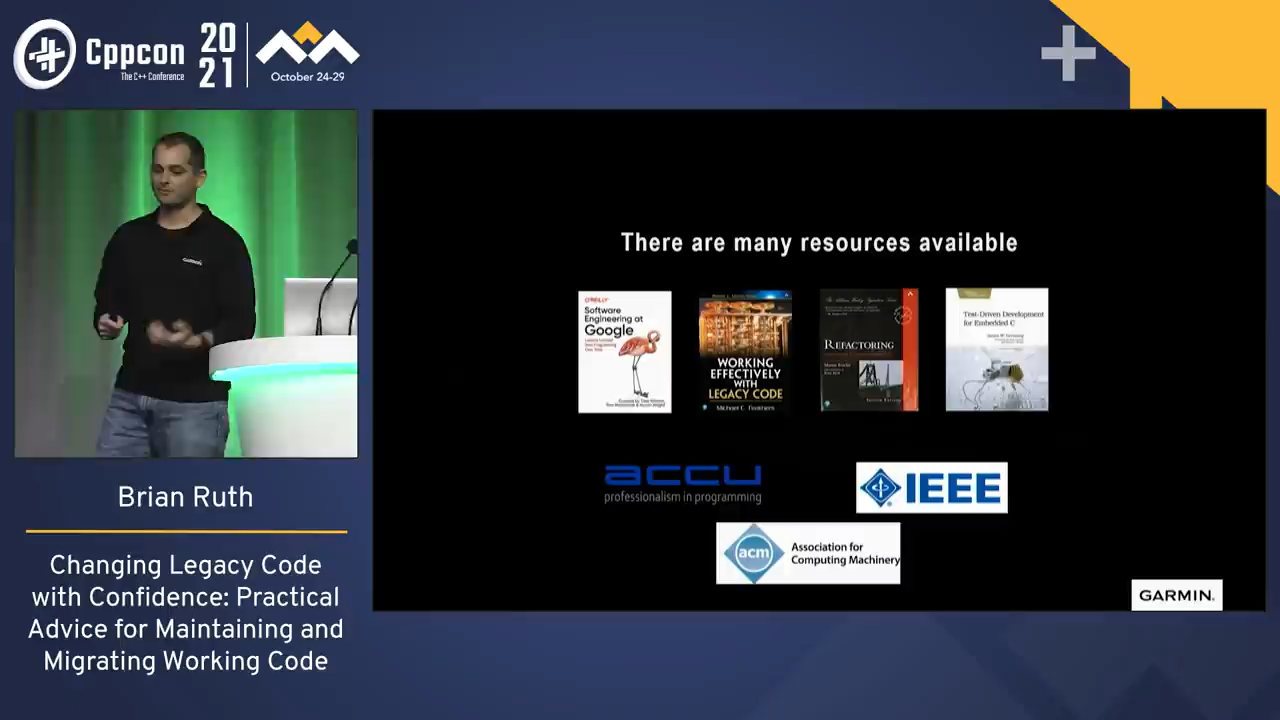 Cppcon
The C++ Conference
20
21
October 24-29
There are many resources available
O'REILLY
Software
Engineering at
Google
WORKING
EFFECTIVELY
WITH
LEGACY CODE
Michael C. Feathers
REFACTORING
Test-Driven Development
for Embedded C
accu
professionalism in programming
IEEE
acm
Association for
Computing Machinery
GARMIN
Brian Ruth
Changing Legacy Code
with Confidence: Practical
Advice for Maintaining and
Migrating Working Code